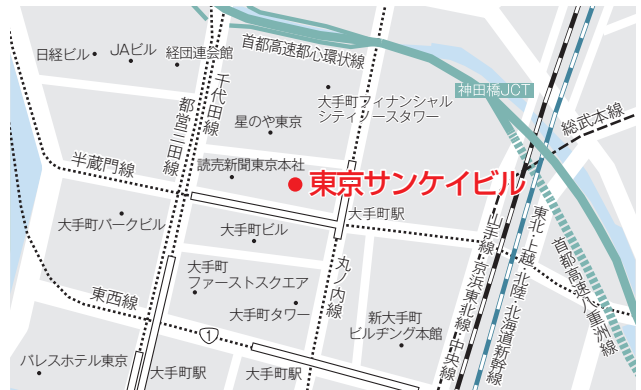 首都高速都心環状線
日経ビル
JAビル
経団連会館
千代田線
都営三田線
神田橋JCT
大手町フィナンシャル
シティソースタワー
星のや東京
総武本線
半蔵門線
読売新聞東京本社
東京サンケイビル
大手町パークビル
大手町ビル
大手町駅
山手線・京浜東北線・中央線
東北・上越・北陸・北海道新幹線
首都高速八重洲線
丸ノ内線
大手町
ファーストスクエア
東西線
大手町タワー
新大手町
ビルヂング本館
1
パレスホテル東京
大手町駅
大手町駅